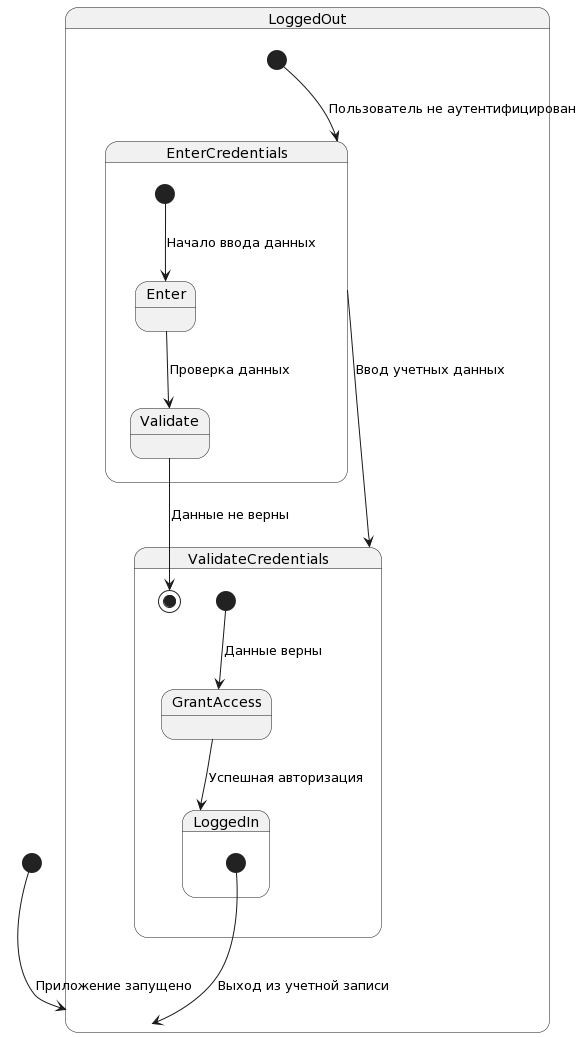 LoggedOut
Пользователь не аутентифицирован
EnterCredentials
Начало ввода данных
Enter
Проверка данных
Ввод учетных данных
Validate
Данные не верны
ValidateCredentials
Данные верны
GrantAccess
Успешная авторизация
LoggedIn
Приложение запущено
Выход из учетной записи